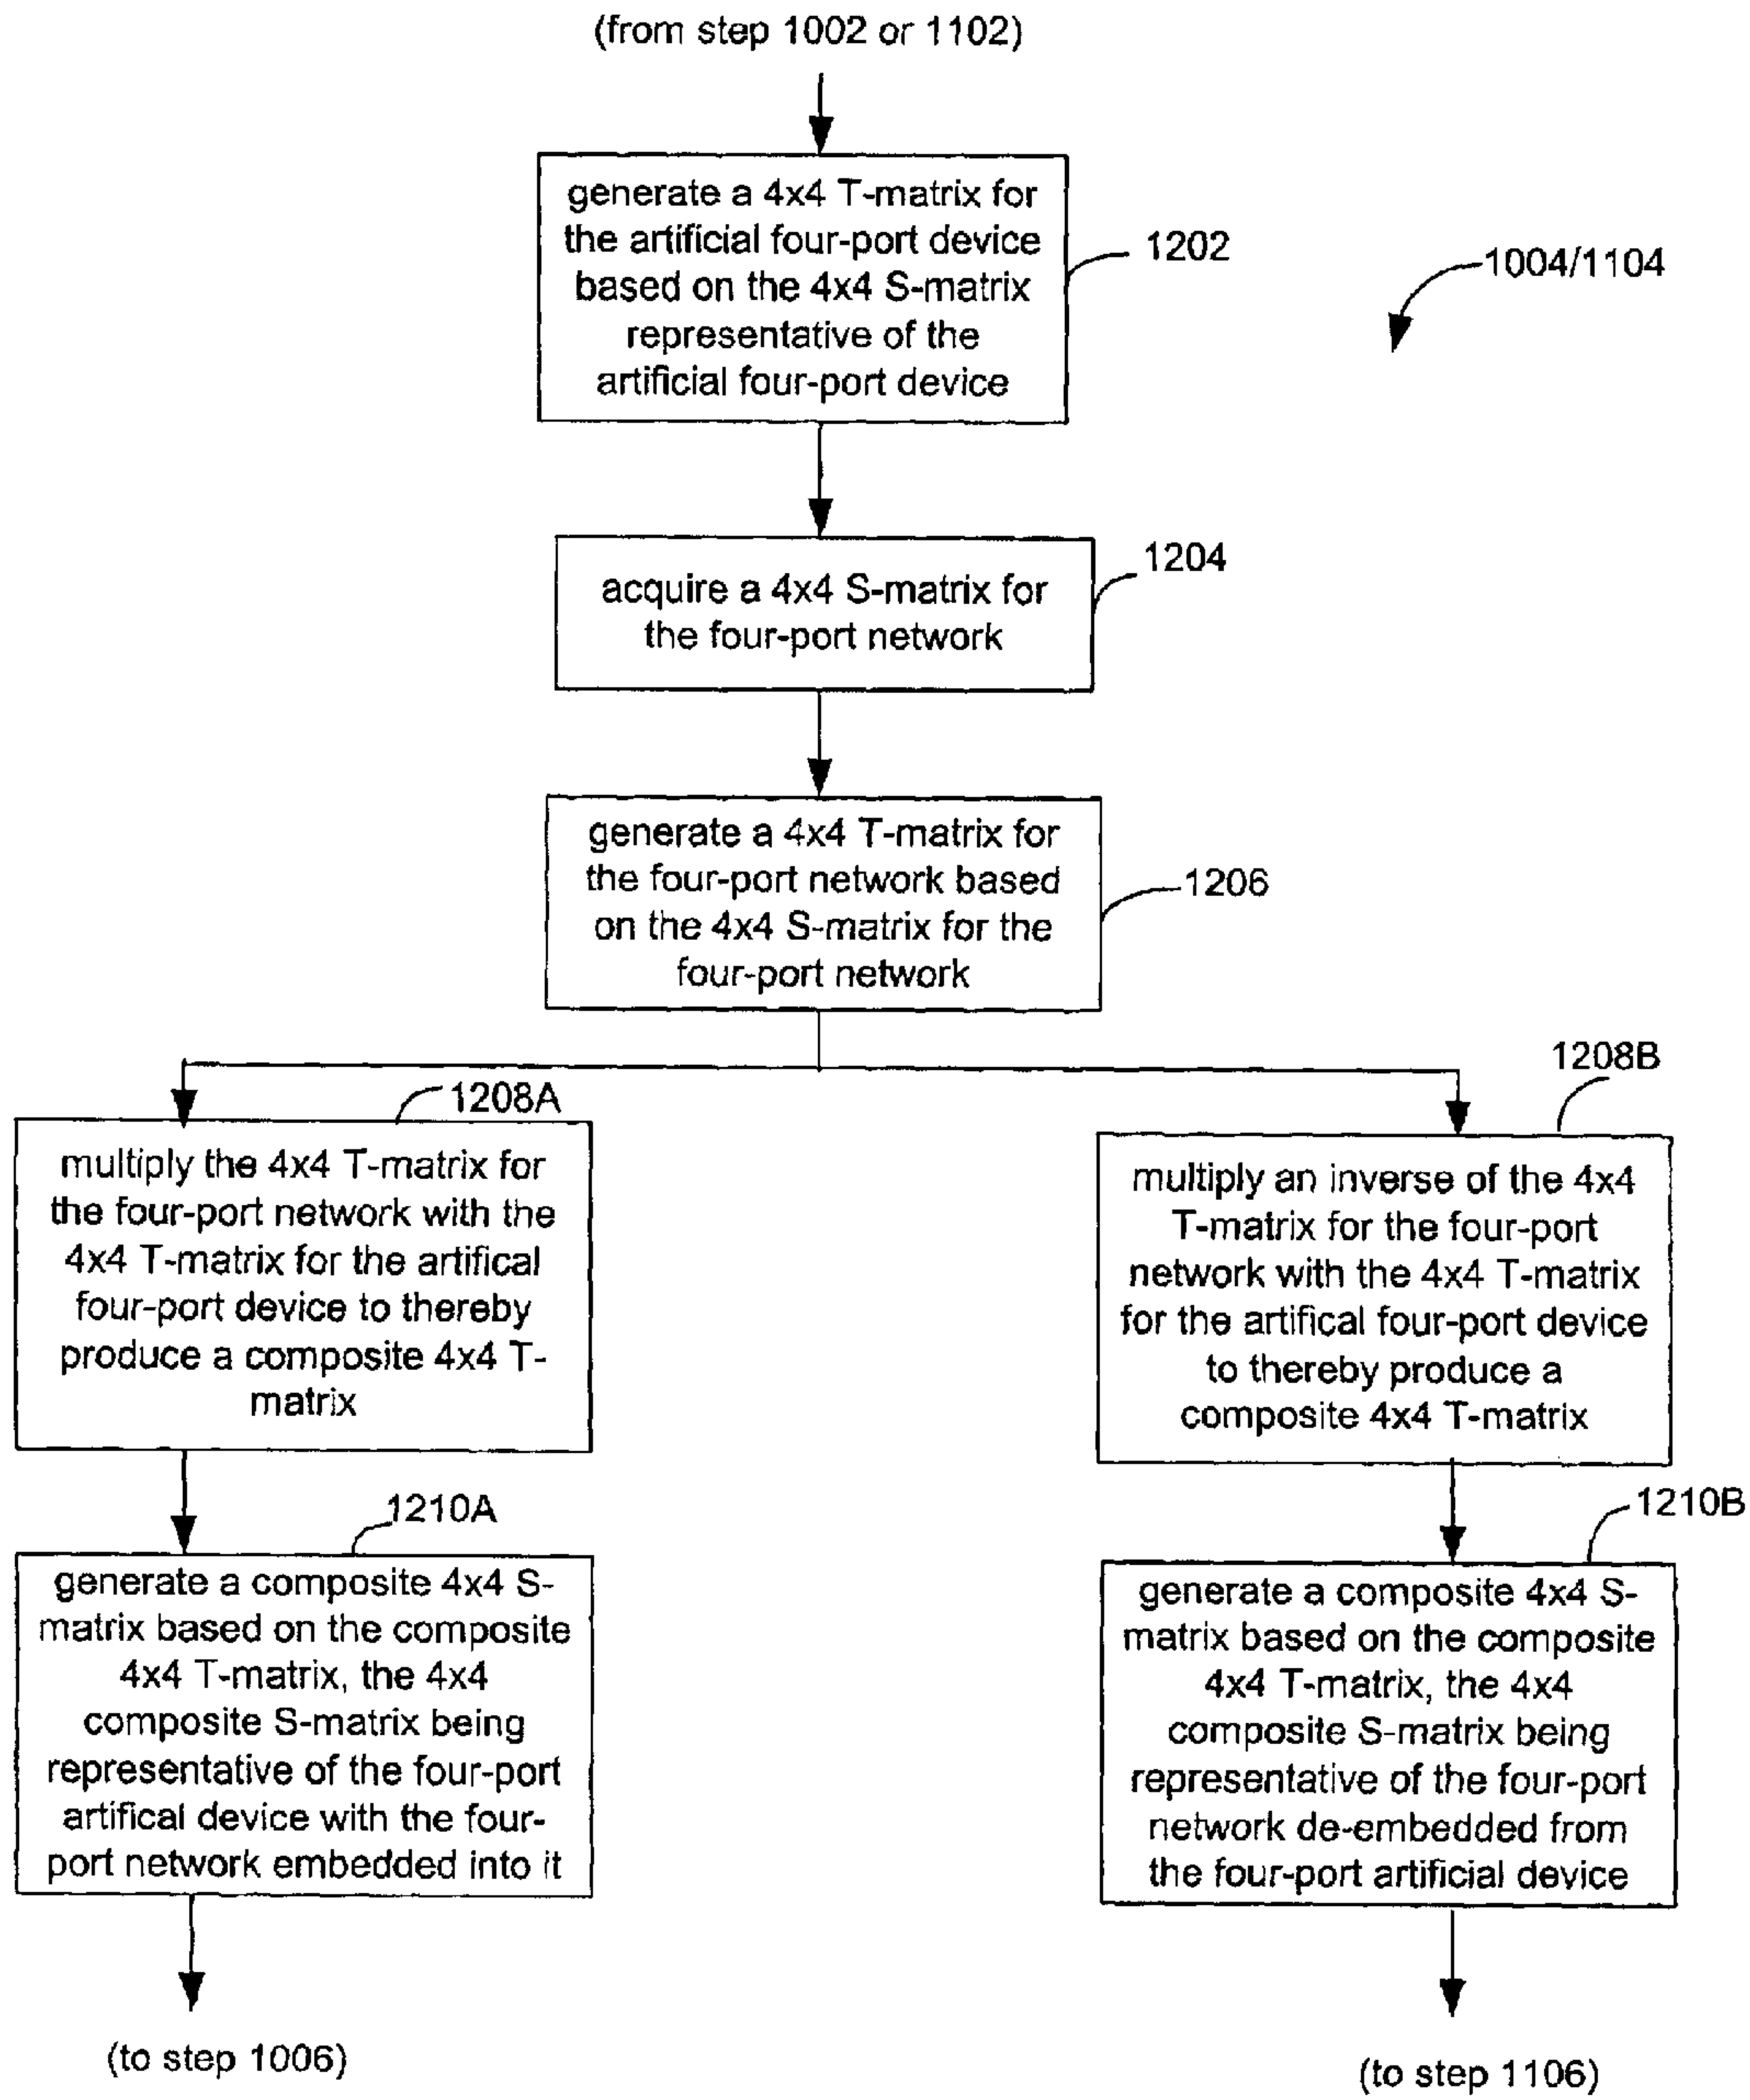 (from step 1002 or 1102)
generate a 4x4 T-matrix for
the artificial four-port device
based on the 4x4 S-matrix
representative of the
artificial four-port device
1202
1004/1104
acquire a 4x4 S-matrix for
the four-port network
1204
generate a 4x4 T-matrix for
the four-port network based
on the 4x4 S-matrix for the
four-port network
1206
1208A
multiply the 4x4 T-matrix for
the four-port network with the
4x4 T-matrix for the artifical
four-port device to thereby
produce a composite 4x4 T-
matrix
1208B
multiply an inverse of the 4x4
T-matrix for the four-port
network with the 4x4 T-matrix
for the artifical four-port device
to thereby produce a
composite 4x4 T-matrix
1210A
generate a composite 4x4 S-
matrix based on the composite
4x4 T-matrix, the 4x4
composite S-matrix being
representative of the four-port
artifical device with the four-
port network embedded into it
1210B
generate a composite 4x4 S-
matrix based on the composite
4x4 T-matrix, the 4x4
composite S-matrix being
representative of the four-port
network de-embedded from
the four-port artificial device
(to step 1006)
(to step 1106)